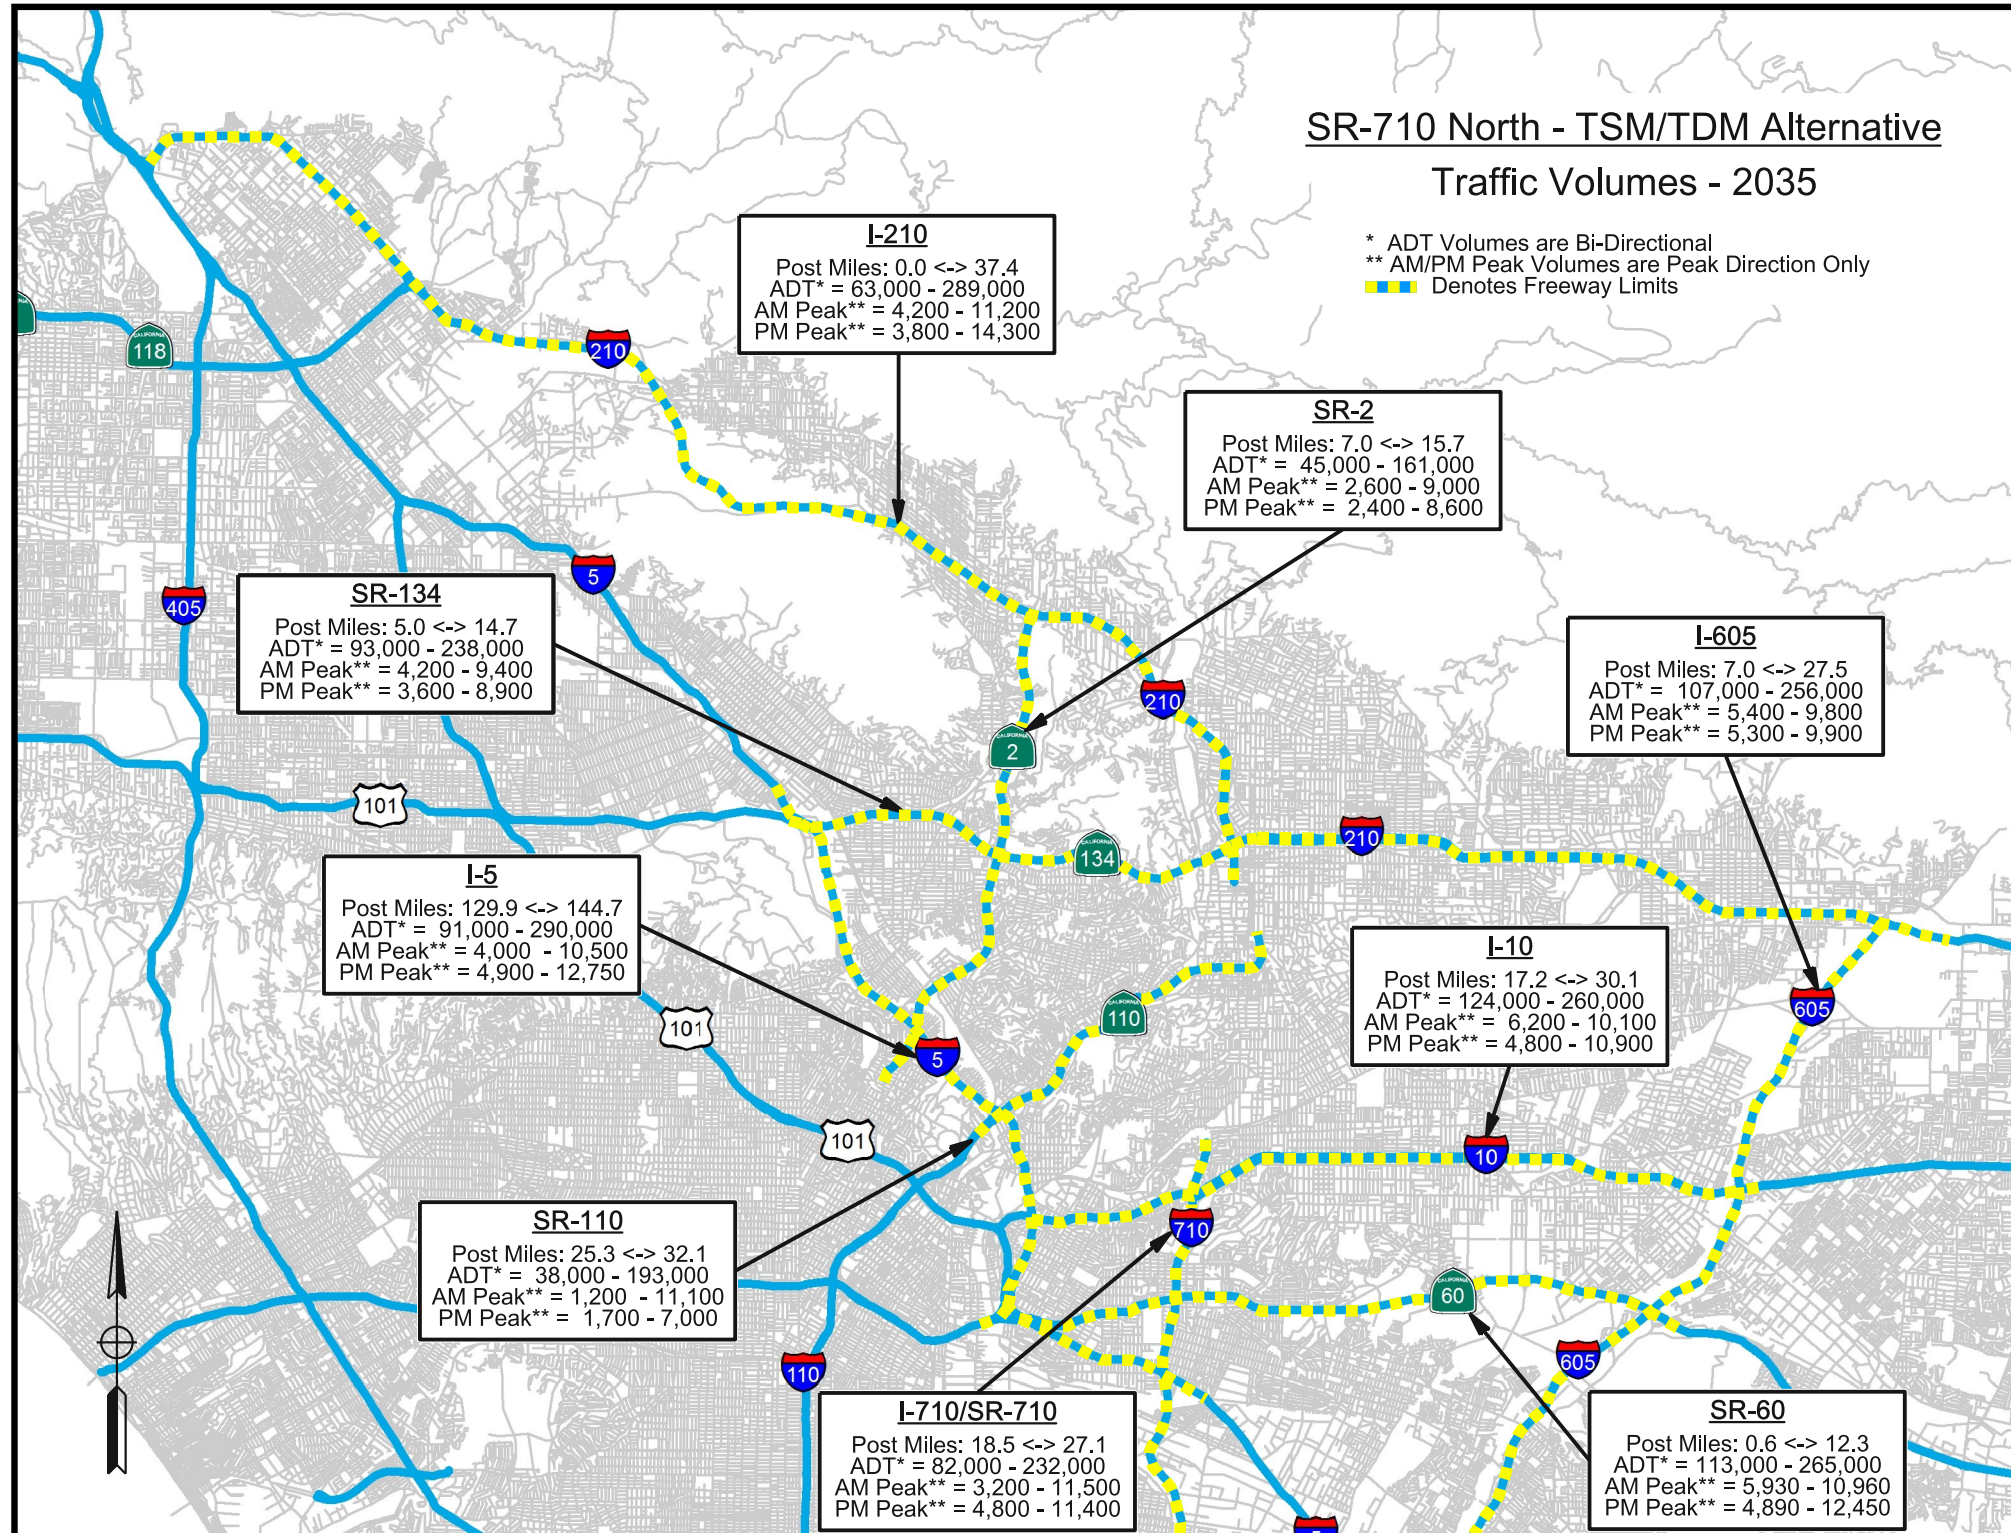 SR-710 North - TSM/TDM Alternative
Traffic Volumes - 2035
* ADT Volumes are Bi-Directional
** AM/PM Peak Volumes are Peak Direction Only
Denotes Freeway Limits
I-210
Post Miles: 0.0 <-> 37.4
ADT* = 63,000 - 289,000
AM Peak** = 4,200 - 11,200
PM Peak** = 3,800 - 14,300
CALIFORNIA
118
210
SR-2
Post Miles: 7.0 <-> 15.7
ADT* = 45,000 - 161,000
AM Peak** = 2,600 - 9,000
PM Peak** = 2,400 - 8,600
405
5
SR-134
Post Miles: 5.0 <-> 14.7
ADT* = 93,000 - 238,000
AM Peak** = 4,200 - 9,400
PM Peak** = 3,600 - 8,900
I-605
Post Miles: 7.0 <-> 27.5
ADT* = 107,000 - 256,000
AM Peak** = 5,400 - 9,800
PM Peak** = 5,300 - 9,900
210
CALIFORNIA
2
101
210
CALIFORNIA
134
I-5
Post Miles: 129.9 <-> 144.7
ADT* = 91,000 - 290,000
AM Peak** = 4,000 - 10,500
PM Peak** = 4,900 - 12,750
I-10
Post Miles: 17.2 <-> 30.1
ADT* = 124,000 - 260,000
AM Peak** = 6,200 - 10,100
PM Peak** = 4,800 - 10,900
605
CALIFORNIA
110
101
5
101
10
SR-110
Post Miles: 25.3 <-> 32.1
ADT* = 38,000 - 193,000
AM Peak** = 1,200 - 11,100
PM Peak** = 1,700 - 7,000
710
CALIFORNIA
60
110
605
I-710/SR-710
Post Miles: 18.5 <-> 27.1
ADT* = 82,000 - 232,000
AM Peak** = 3,200 - 11,500
PM Peak** = 4,800 - 11,400
SR-60
Post Miles: 0.6 <-> 12.3
ADT* = 113,000 - 265,000
AM Peak** = 5,930 - 10,960
PM Peak** = 4,890 - 12,450